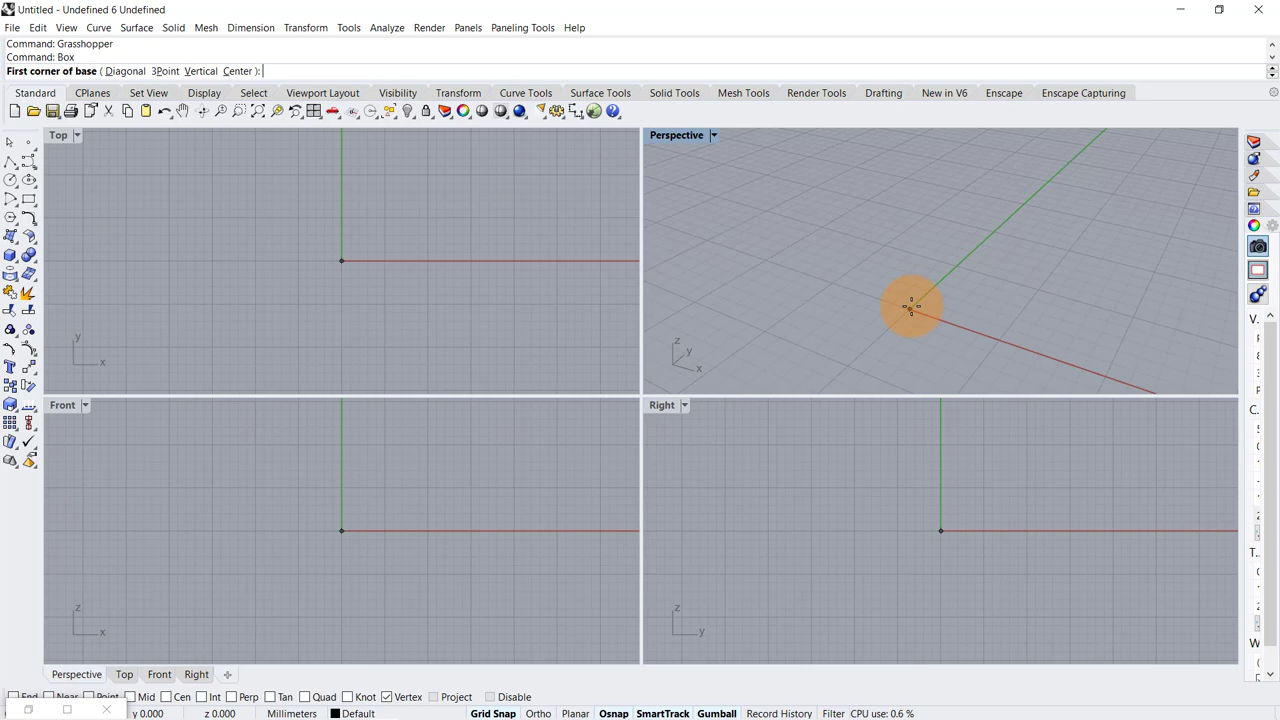 Untitled - Undefined 6 Undefined
File Edit View Curve Surface Solid Mesh Dimension Transform Tools Analyze Render Panels Paneling Tools Help
Command: Grasshopper
Command: Box
First corner of base ( Diagonal 3Point Vertical Center ):
Standard CPlanes Set View Display Select Viewport Layout Visibility Transform Curve Tools Surface Tools Solid Tools Mesh Tools Render Tools Drafting New in V6 Enscape Enscape Capturing
Top Perspective
y
x
z
y
x
Front Right
z
x
z
y
Perspective Top Front Right
End Near Point Mid Cen Int Perp Tan Quad Knot Vertex Project Disable
y 0.000 z 0.000 Millimeters Default Grid Snap Ortho Planar Osnap SmartTrack Gumball Record History Filter CPU use: 0.6 %